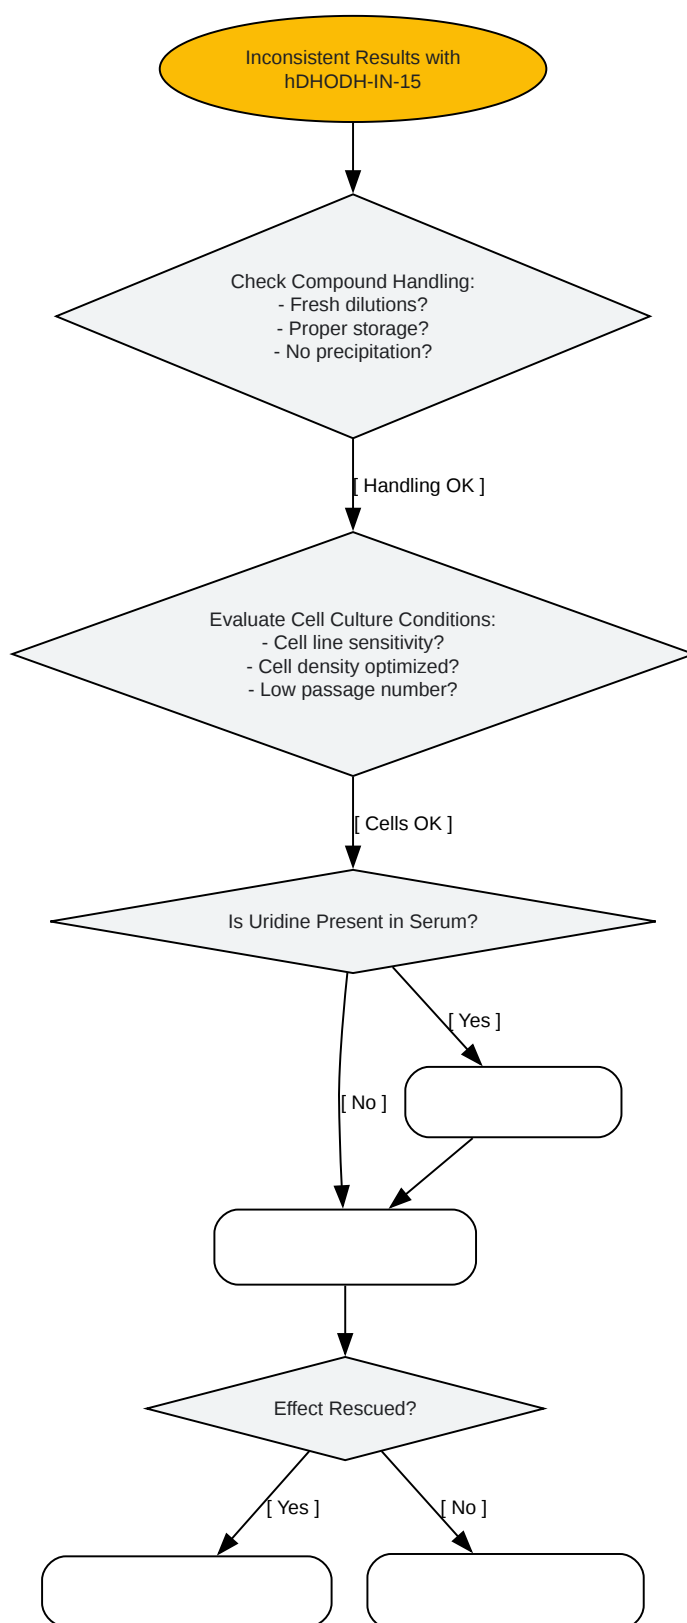 Inconsistent Results with
hDHODH-IN-15
Check Compound Handling:
- Fresh dilutions?
- Proper storage?
- No precipitation?
[ Handling OK ]
Evaluate Cell Culture Conditions:
- Cell line sensitivity?
- Cell density optimized?
- Low passage number?
[ Cells OK ]
Is Uridine Present in Serum?
[ Yes ]
[ No ]
Effect Rescued?
[ Yes ]
[ No ]